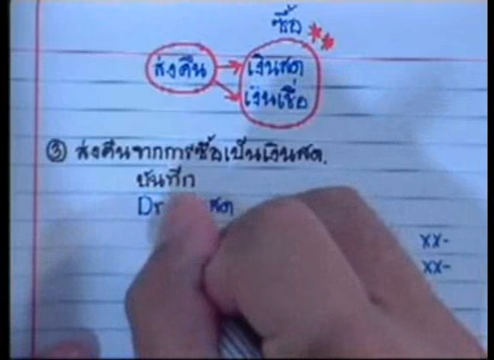 ซื้อ **
ส่งคืน เงินสด
เงินเชื่อ
③ ส่งคืนจากการซื้อเป็นเงินสด.
บันทึก
Dr สด
xx-
xx-